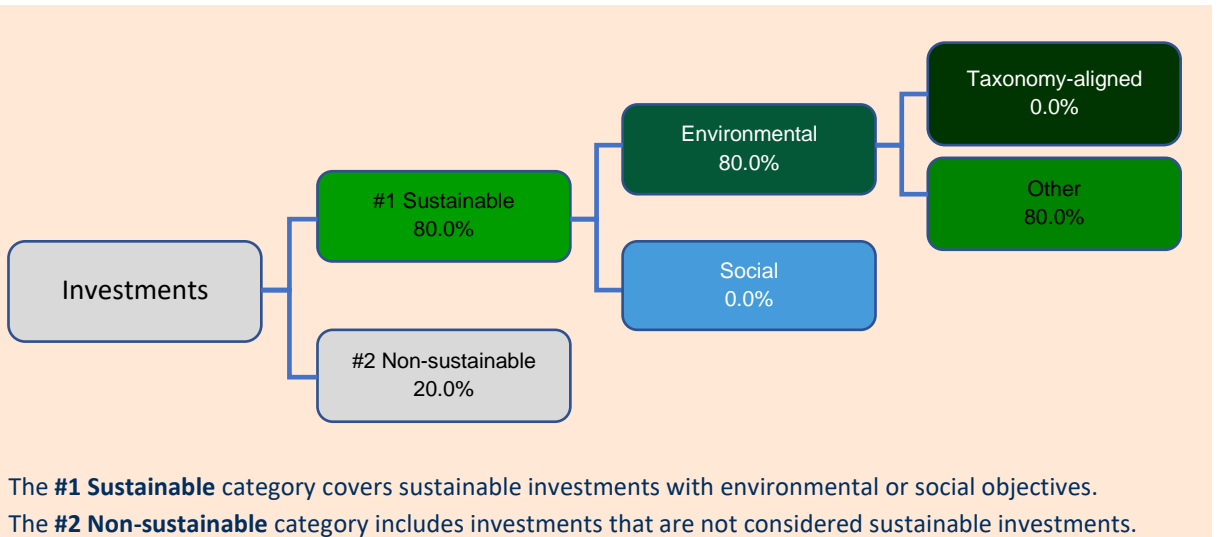 Investments
#1 Sustainable
80.0%
#2 Non-sustainable
20.0%
Environmental
80.0%
Social
0.0%
Taxonomy-aligned
0.0%
Other
80.0%
The #1 Sustainable category covers sustainable investments with environmental or social objectives.
The #2 Non-sustainable category includes investments that are not considered sustainable investments.